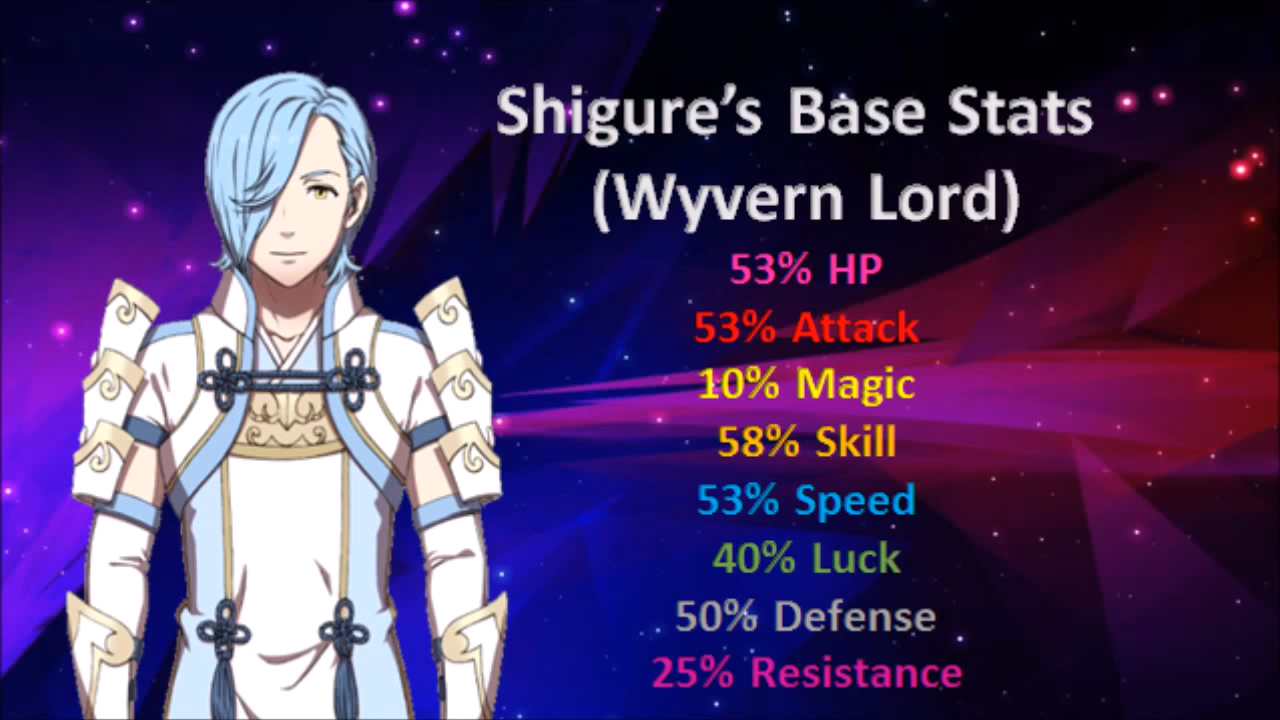 Shigure’s Base Stats
(Wyvern Lord)
53% HP
53% Attack
10% Magic
58% Skill
53% Speed
40% Luck
50% Defense
25% Resistance